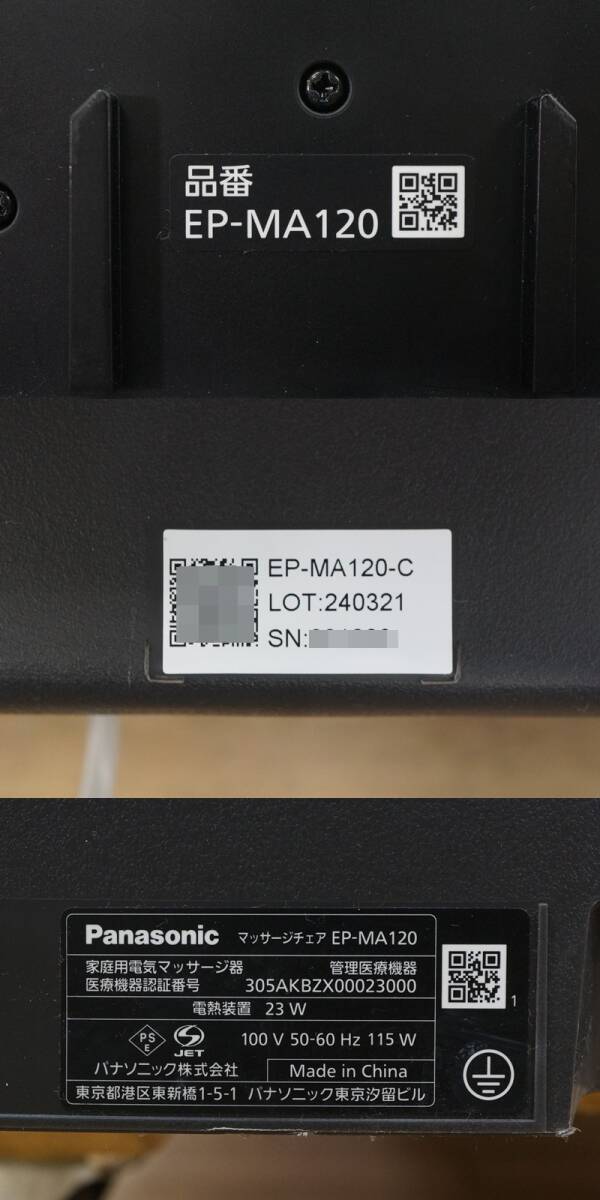 品番
EP-MA120
EP-MA120-C
LOT:240321
SN:
Panasonic マッサージチェア EP-MA120
家庭用電気マッサージ器 管理医療機器
医療機器認証番号 305AKBZX00023000
電熱装置 23 W
PS E JET 100 V 50-60 Hz 115 W
パナソニック株式会社 Made in China
東京都港区東新橋1-5-1 パナソニック東京汐留ビル
1